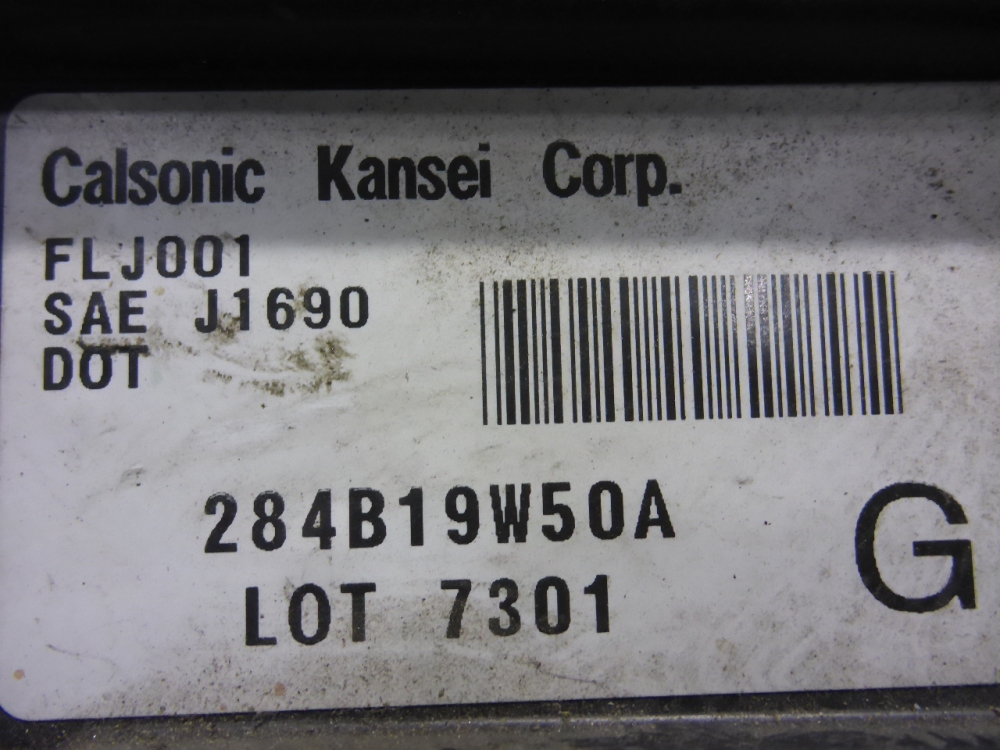 Calsonic Kansei Corp.
FLJ001
SAE J1690
DOT
284B19W50A
G
LOT 7301